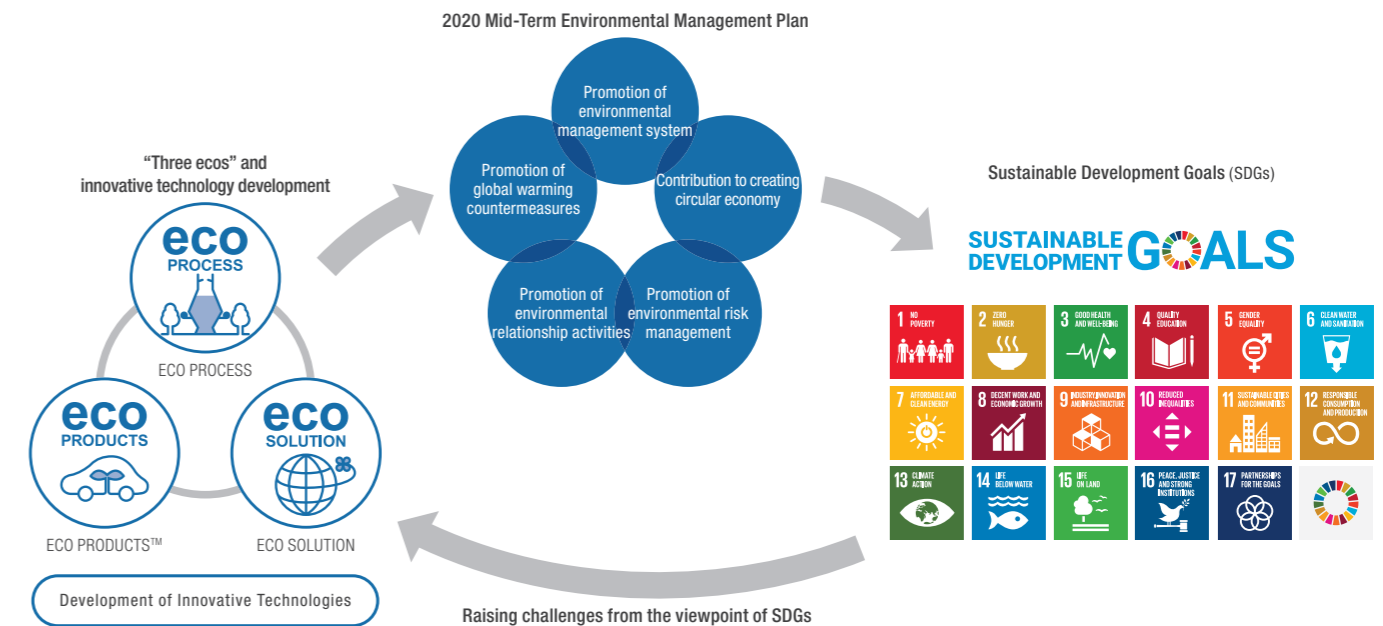 2020 Mid-Term Environmental Management Plan
Promotion of
environmental
management system
Promotion of
global warming
countermeasures
Contribution to creating
circular economy
Promotion of
environmental
relationship activities
Promotion of
environmental risk
management
“Three ecos” and
innovative technology development
eco
PROCESS
ECO PROCESS
eco
PRODUCTS
ECO PRODUCTS™
eco
SOLUTION
ECO SOLUTION
Development of Innovative Technologies
Sustainable Development Goals (SDGs)
SUSTAINABLE
DEVELOPMENT
GOALS
1 NO
POVERTY
2 ZERO
HUNGER
3 GOOD HEALTH
AND WELL-BEING
4 QUALITY
EDUCATION
5 GENDER
EQUALITY
6 CLEAN WATER
AND SANITATION
7 AFFORDABLE AND
CLEAN ENERGY
8 DECENT WORK AND
ECONOMIC GROWTH
9 INDUSTRY, INNOVATION
AND INFRASTRUCTURE
10 REDUCED
INEQUALITIES
11 SUSTAINABLE CITIES
AND COMMUNITIES
12 RESPONSIBLE
CONSUMPTION
AND PRODUCTION
13 CLIMATE
ACTION
14 LIFE
BELOW WATER
15 LIFE
ON LAND
16 PEACE, JUSTICE
AND STRONG
INSTITUTIONS
17 PARTNERSHIPS
FOR THE GOALS
Raising challenges from the viewpoint of SDGs